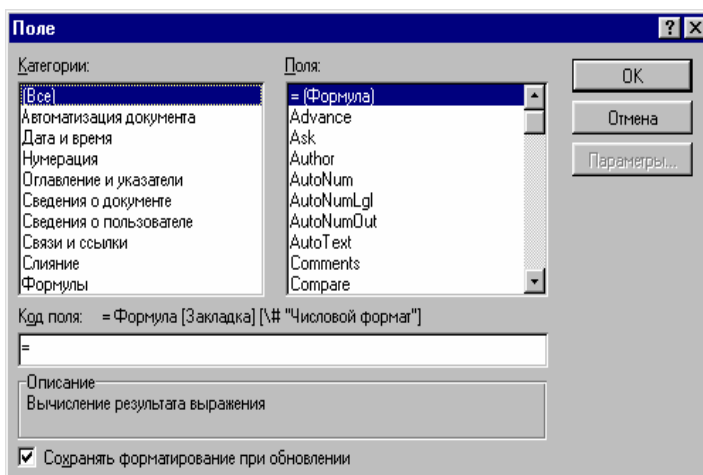 Поле
Категории:
(Все)
Автоматизация документа
Дата и время
Нумерация
Оглавление и указатели
Сведения о документе
Сведения о пользователе
Связи и ссылки
Слияние
Формулы
Поля:
= (Формула)
Advance
Ask
Author
AutoNum
AutoNumLgl
AutoNumOut
AutoText
Comments
Compare
OK
Отмена
Параметры...
Код поля: = Формула [Закладка] [\# "Числовой формат"]
=
Описание
Вычисление результата выражения
Сохранять форматирование при обновлении